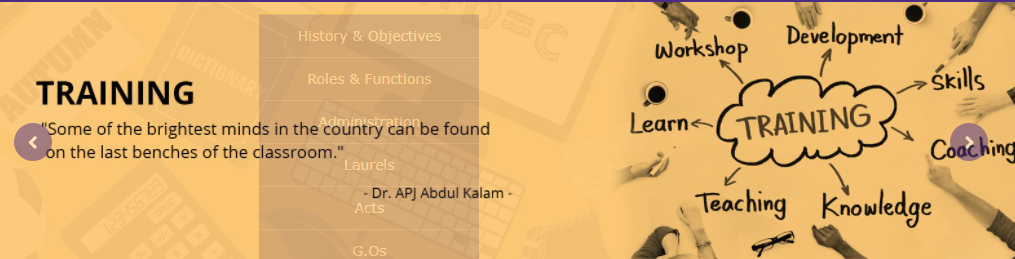 AUTUMN
DICTIONARY
History & Objectives
Roles & Functions
Administration
Laurels
Acts
G.Os
TRAINING
"Some of the brightest minds in the country can be found
on the last benches of the classroom."
- Dr. APJ Abdul Kalam -
Workshop
Development
Skills
Learn
TRAINING
Coaching
Teaching
Knowledge